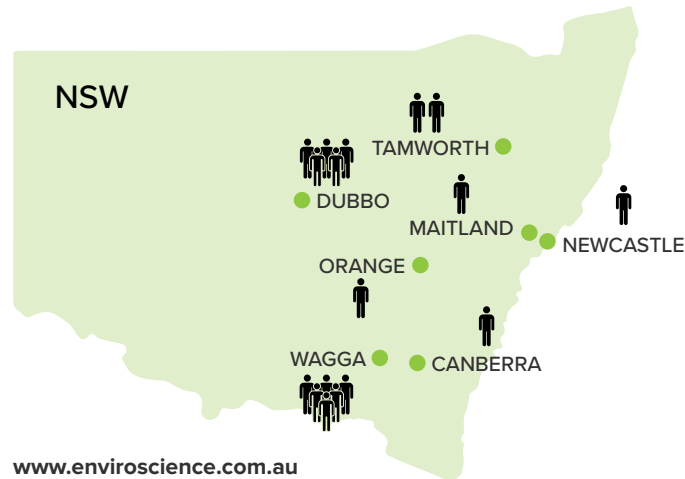 NSW
TAMWORTH
DUBBO
MAITLAND
NEWCASTLE
ORANGE
WAGGA
CANBERRA
www.enviroscience.com.au